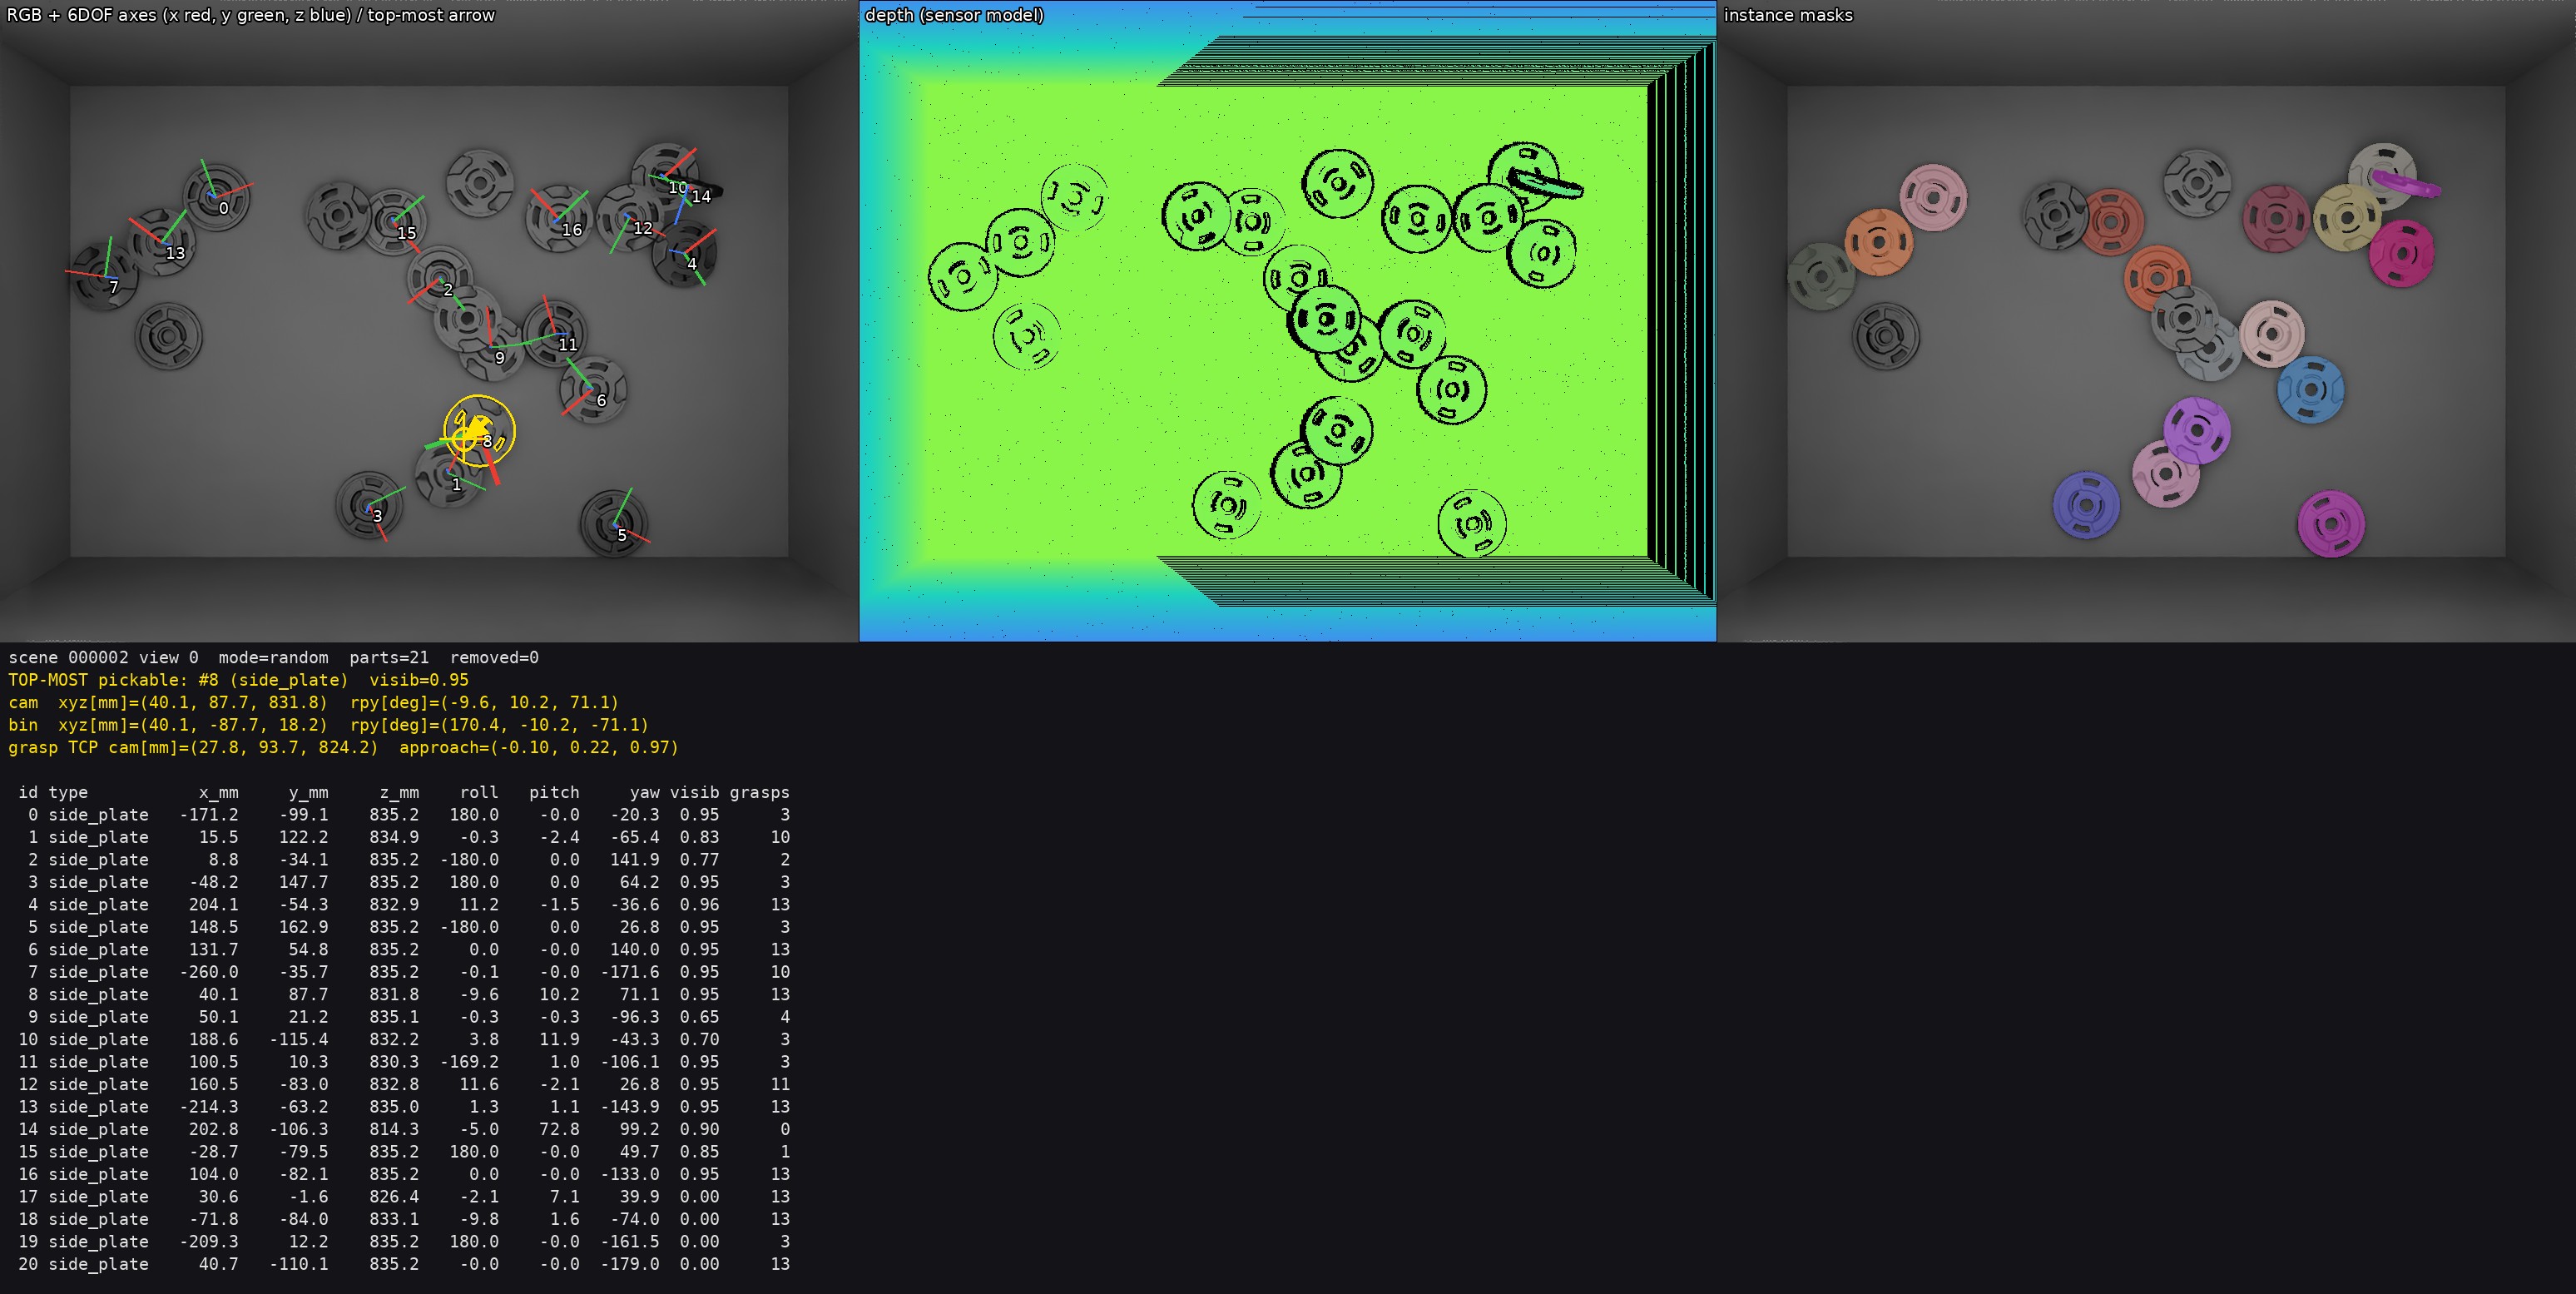 RGB + 6DOF axes (x red, y green, z blue) / top-most arrow
depth (sensor model)
instance masks
0
10
14
13
15
16
12
4
7
2
9
11
6
8
1
3
5
scene 000002 view 0  mode=random  parts=21  removed=0
TOP-MOST pickable: #8 (side_plate)  visib=0.95
cam  xyz[mm]=(40.1, 87.7, 831.8)  rpy[deg]=(-9.6, 10.2, 71.1)
bin  xyz[mm]=(40.1, -87.7, 18.2)  rpy[deg]=(170.4, -10.2, -71.1)
grasp TCP cam[mm]=(27.8, 93.7, 824.2)  approach=(-0.10, 0.22, 0.97)
id type x_mm y_mm z_mm roll pitch yaw visib grasps
0 side_plate -171.2 -99.1 835.2 180.0 -0.0 -20.3 0.95 3
1 side_plate 15.5 122.2 834.9 -0.3 -2.4 -65.4 0.83 10
2 side_plate 8.8 -34.1 835.2 -180.0 0.0 141.9 0.77 2
3 side_plate -48.2 147.7 835.2 180.0 0.0 64.2 0.95 3
4 side_plate 204.1 -54.3 832.9 11.2 -1.5 -36.6 0.96 13
5 side_plate 148.5 162.9 835.2 -180.0 0.0 26.8 0.95 3
6 side_plate 131.7 54.8 835.2 0.0 -0.0 140.0 0.95 13
7 side_plate -260.0 -35.7 835.2 -0.1 -0.0 -171.6 0.95 10
8 side_plate 40.1 87.7 831.8 -9.6 10.2 71.1 0.95 13
9 side_plate 50.1 21.2 835.1 -0.3 -0.3 -96.3 0.65 4
10 side_plate 188.6 -115.4 832.2 3.8 11.9 -43.3 0.70 3
11 side_plate 100.5 10.3 830.3 -169.2 1.0 -106.1 0.95 3
12 side_plate 160.5 -83.0 832.8 11.6 -2.1 26.8 0.95 11
13 side_plate -214.3 -63.2 835.0 1.3 1.1 -143.9 0.95 13
14 side_plate 202.8 -106.3 814.3 -5.0 72.8 99.2 0.90 0
15 side_plate -28.7 -79.5 835.2 180.0 -0.0 49.7 0.85 1
16 side_plate 104.0 -82.1 835.2 0.0 -0.0 -133.0 0.95 13
17 side_plate 30.6 -1.6 826.4 -2.1 7.1 39.9 0.00 13
18 side_plate -71.8 -84.0 833.1 -9.8 1.6 -74.0 0.00 13
19 side_plate -209.3 12.2 835.2 180.0 -0.0 -161.5 0.00 3
20 side_plate 40.7 -110.1 835.2 -0.0 -0.0 -179.0 0.00 13